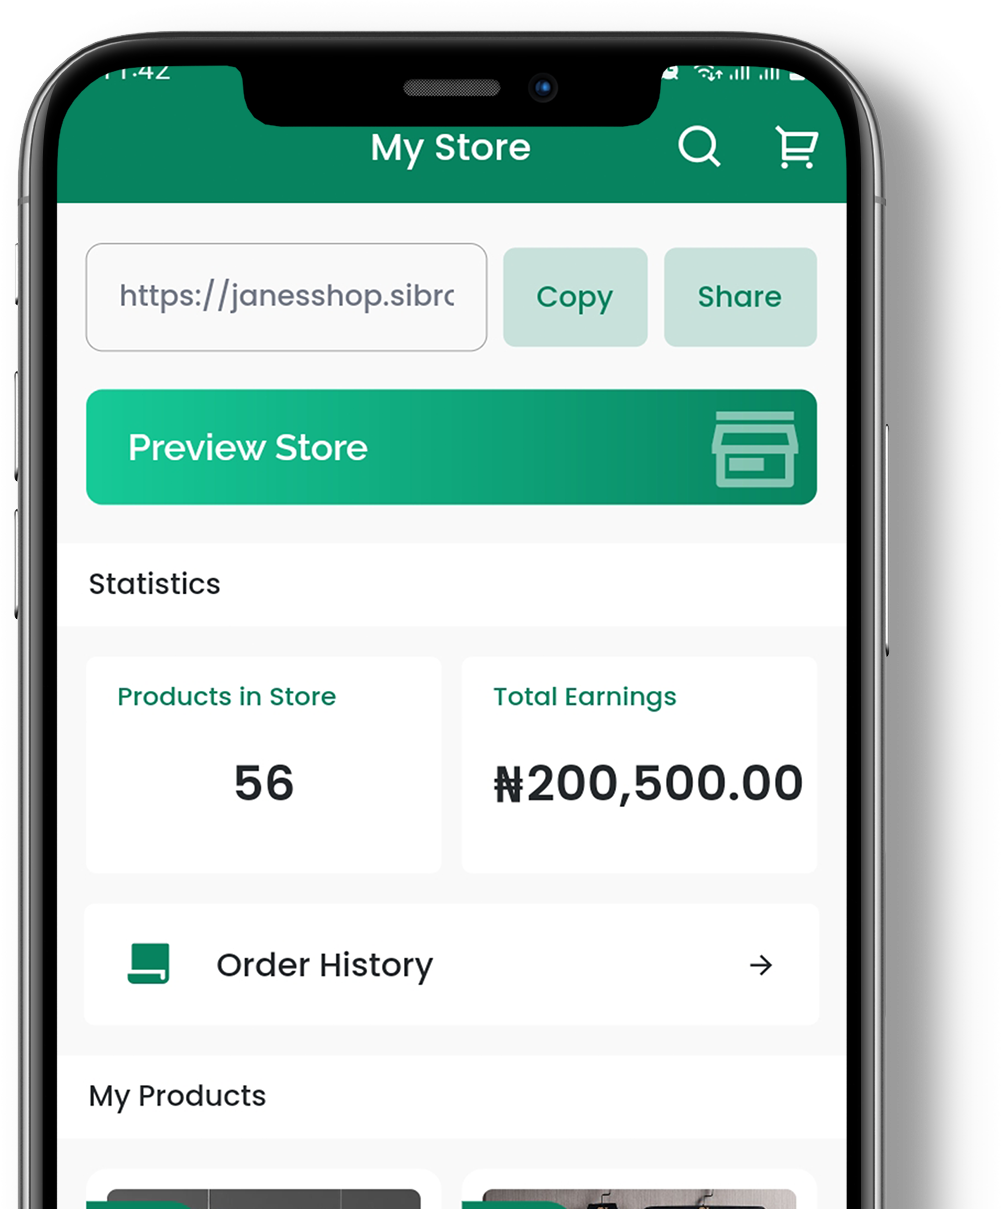 11:42
My Store
https://janesshop.sibrc
Copy
Share
Preview Store
Statistics
Products in Store
Total Earnings
56
₦200,500.00
Order History
My Products